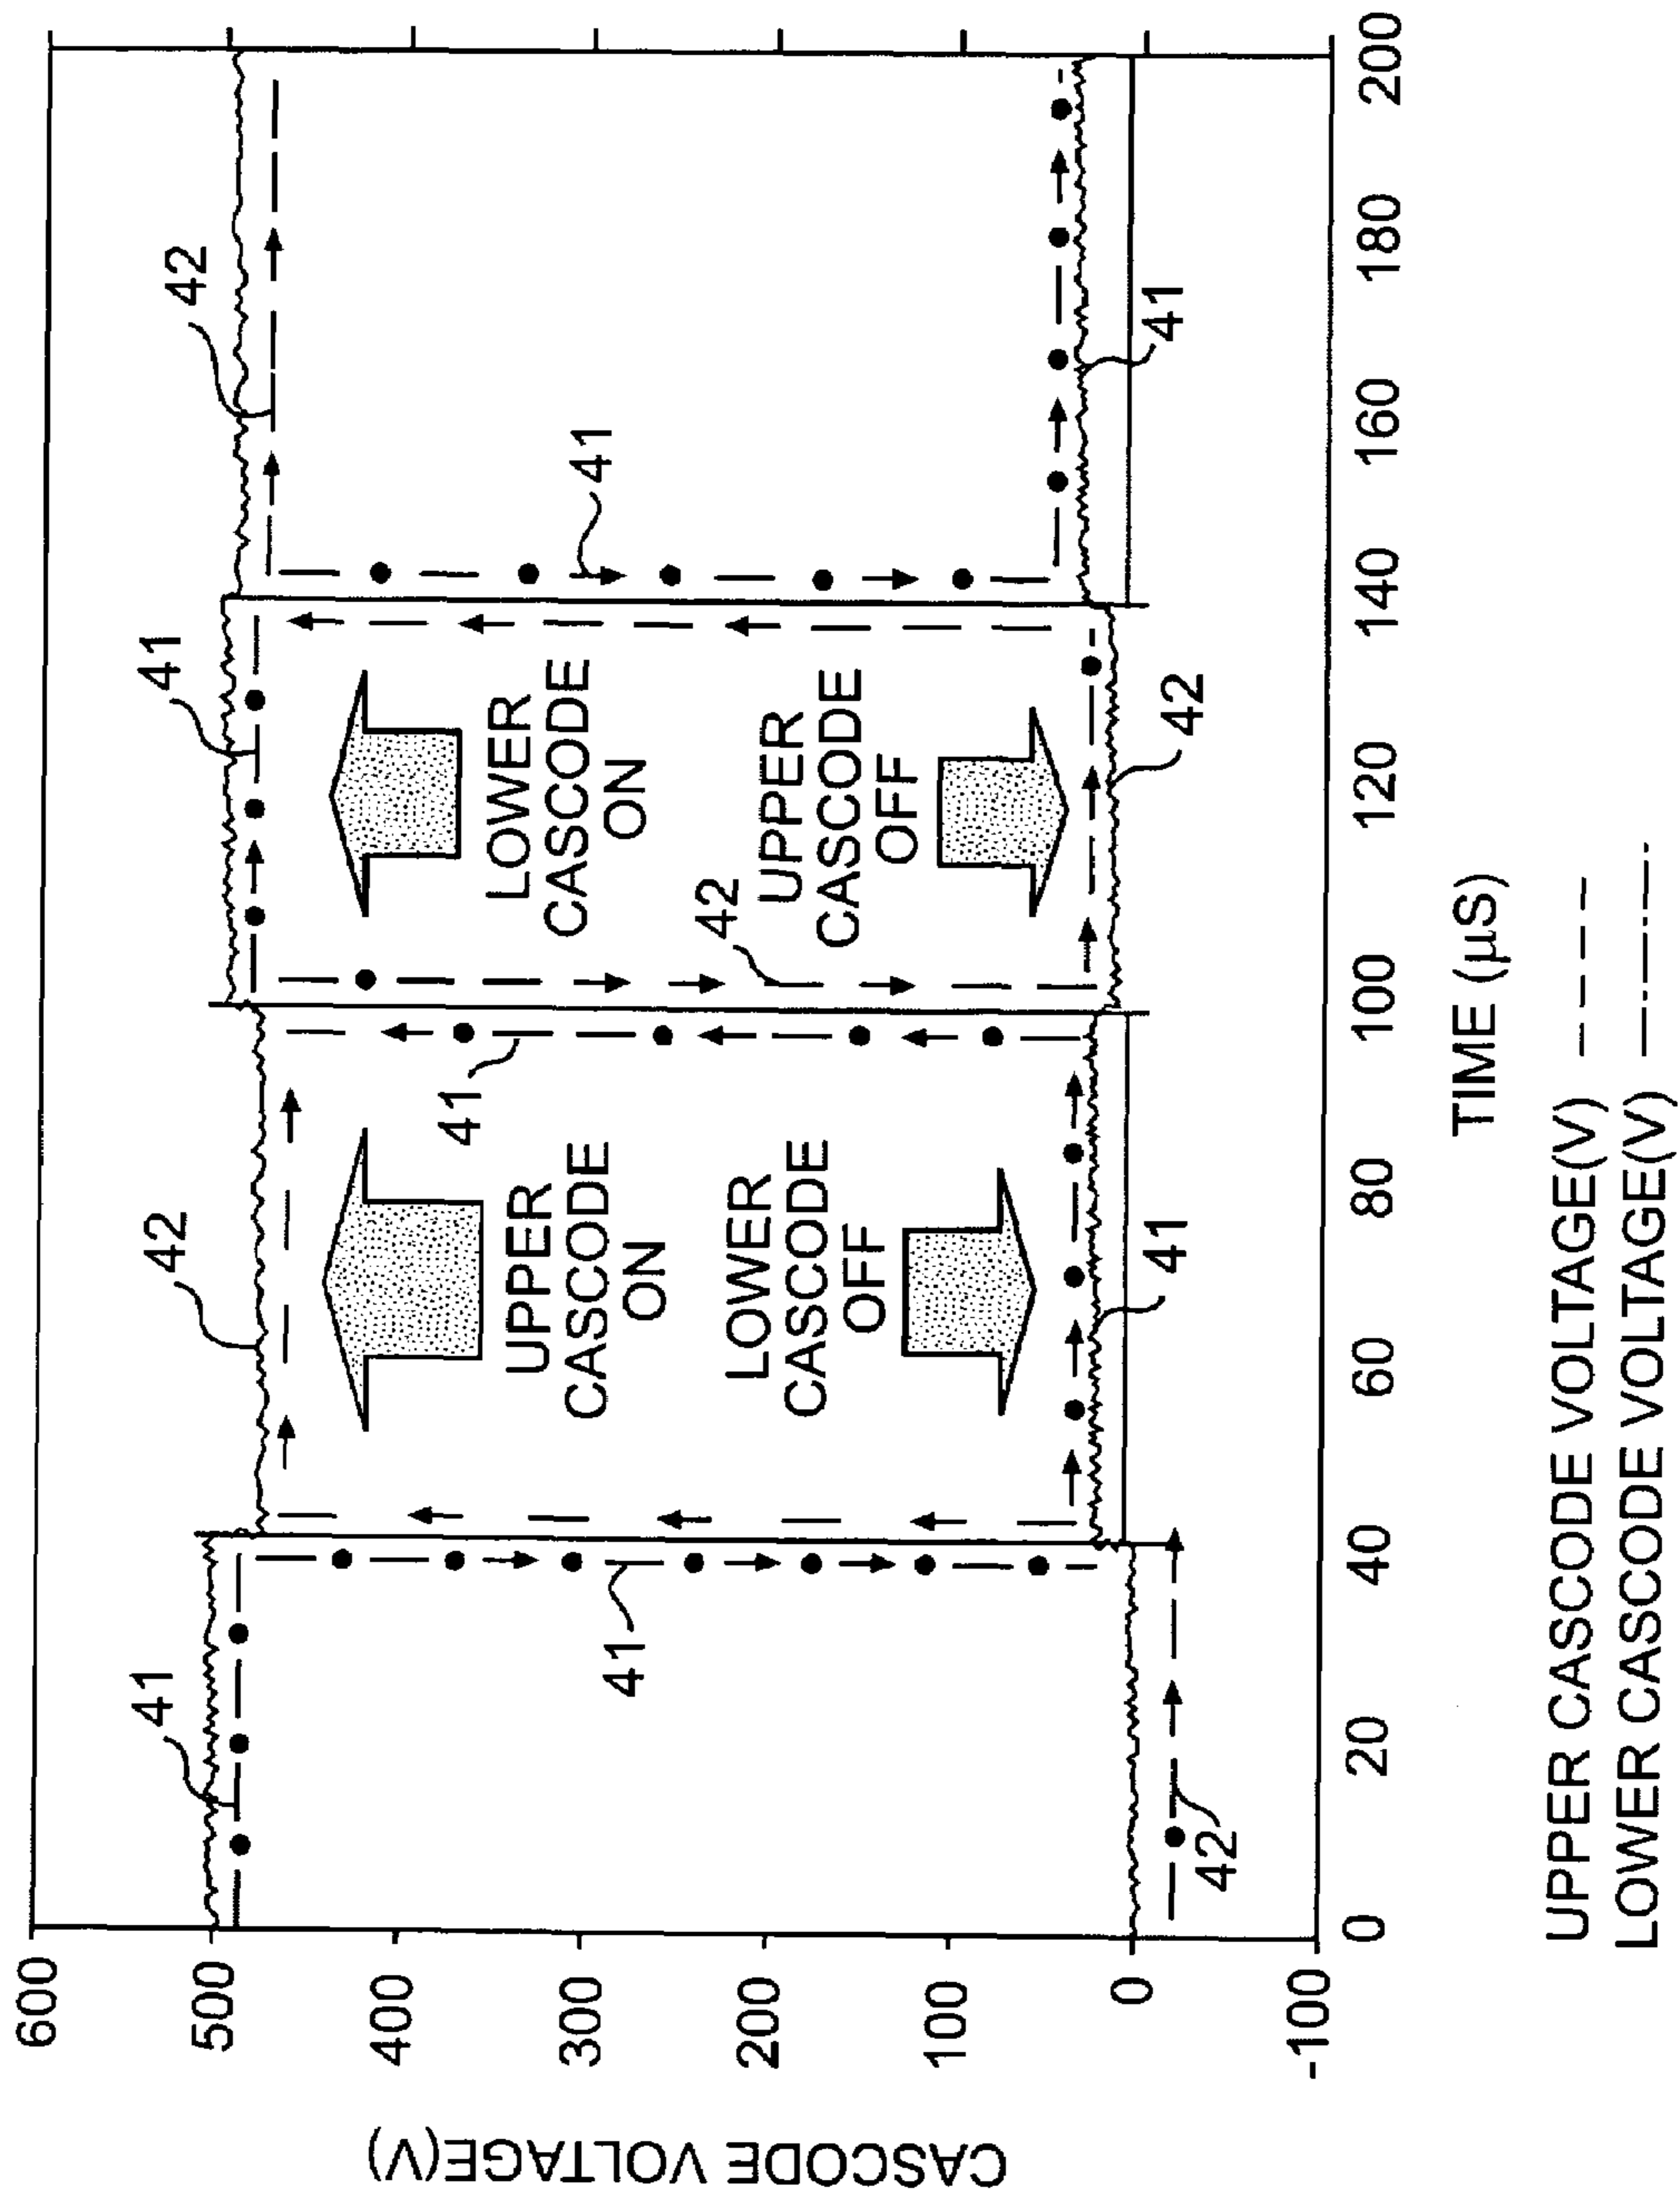 CASCODE VOLTAGE(V)
600
500
400
300
200
100
0
-100
0
20
40
60
80
100
120
140
160
180
200
TIME (μS)
41
42
41
42
41
42
41
41
42
41
42
41
42
41
UPPER
CASCODE
ON
LOWER
CASCODE
OFF
LOWER
CASCODE
ON
UPPER
CASCODE
OFF
UPPER CASCODE VOLTAGE(V)
LOWER CASCODE VOLTAGE(V)